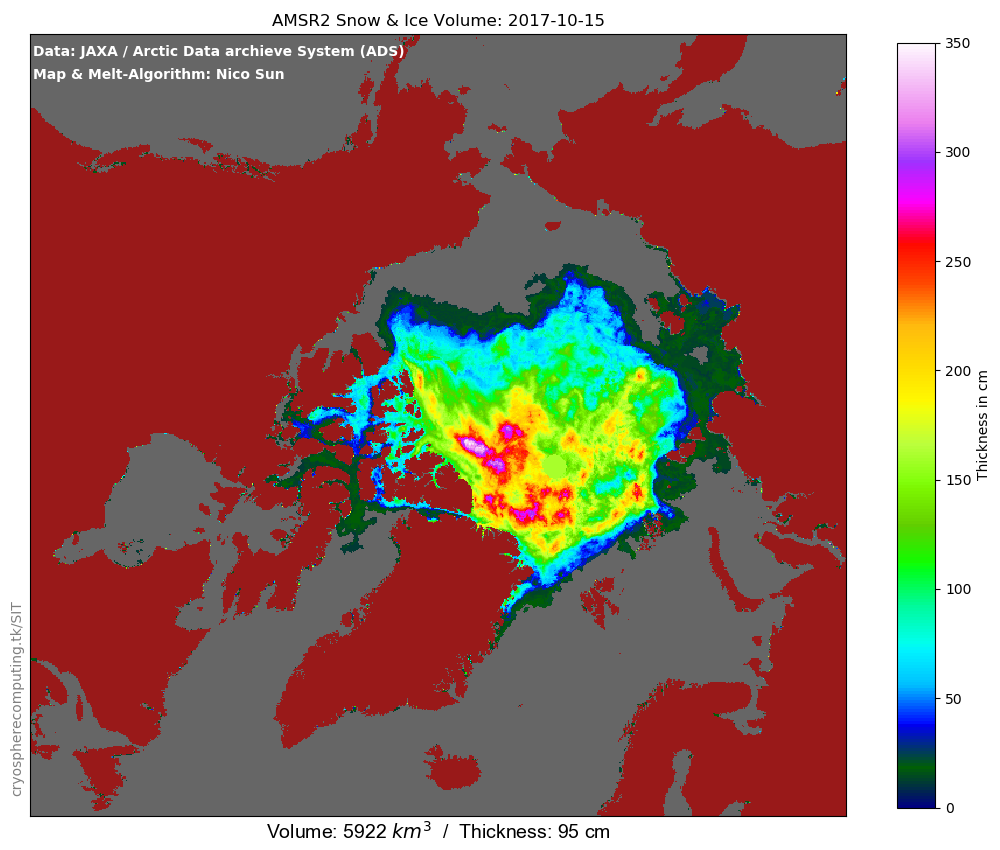 AMSR2 Snow & Ice Volume: 2017-10-15
Data: JAXA / Arctic Data archieve System (ADS)
Map & Melt-Algorithm: Nico Sun
350
300
250
200
150
100
50
0
Thickness in cm
cryospherecomputing.tk/SIT
Volume: 5922 km³ / Thickness: 95 cm